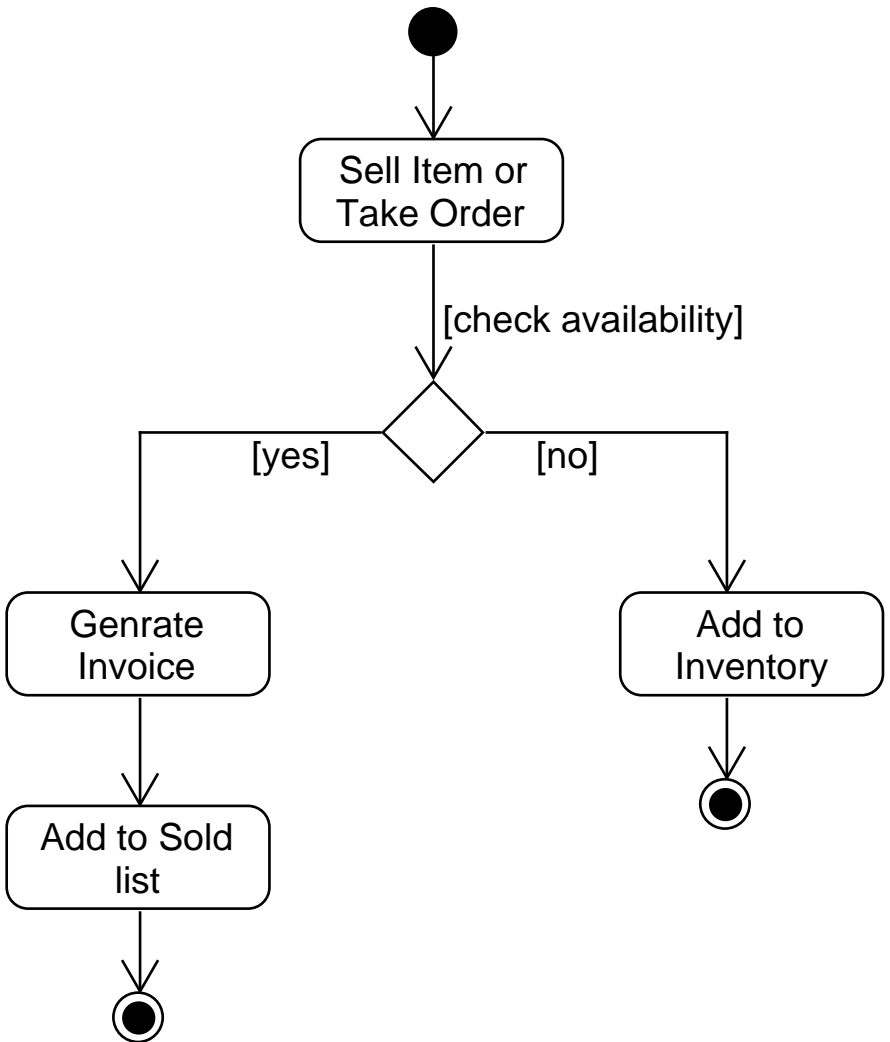 Sell Item or
Take Order
[check availability]
[yes]
[no]
Genrate
Invoice
Add to
Inventory
Add to Sold
list